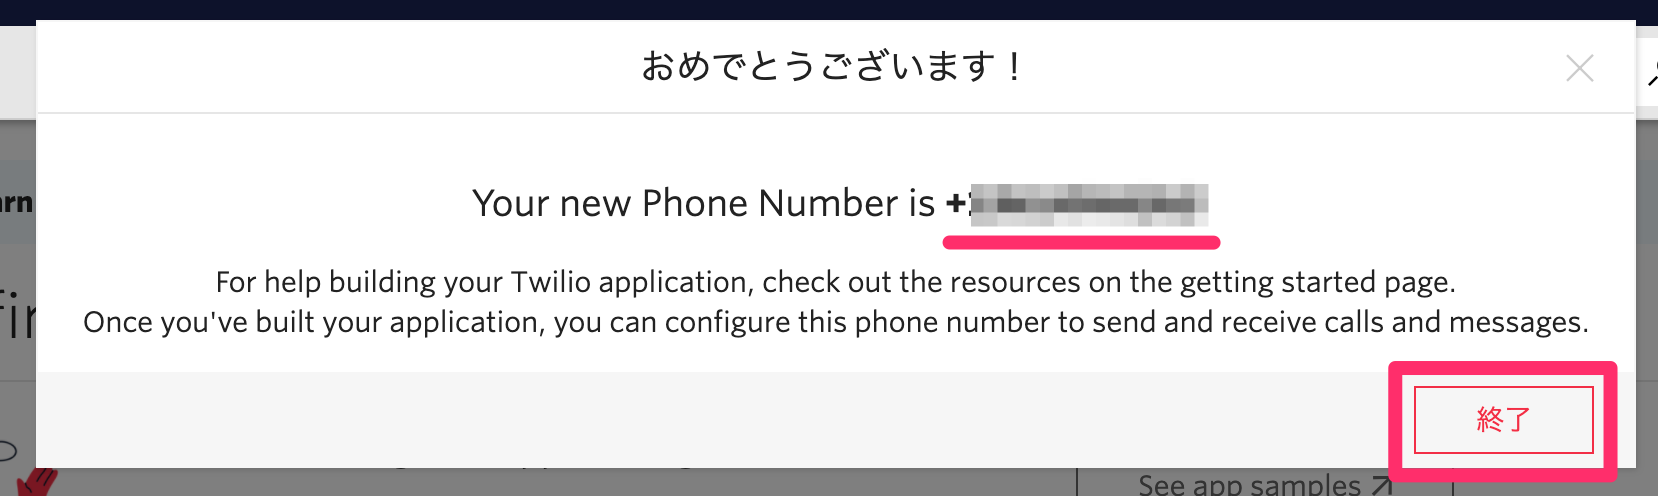 おめでとうございます！
Your new Phone Number is
For help building your Twilio application, check out the resources on the getting started page.
Once you've built your application, you can configure this phone number to send and receive calls and messages.
終了
See app samples